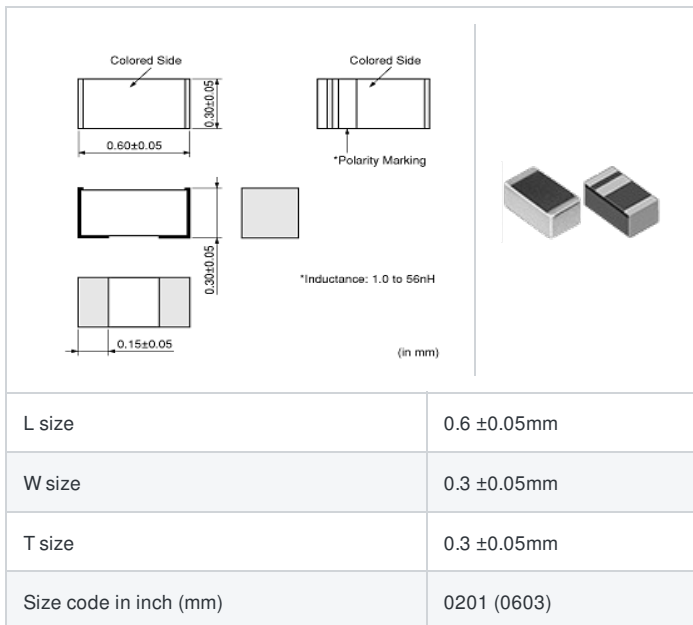 Colored Side
Colored Side
0.30±0.05
0.60±0.05
*Polarity Marking
0.30±0.05
*Inductance: 1.0 to 56nH
0.15±0.05
(in mm)
L size 0.6 ±0.05mm
W size 0.3 ±0.05mm
T size 0.3 ±0.05mm
Size code in inch (mm) 0201 (0603)